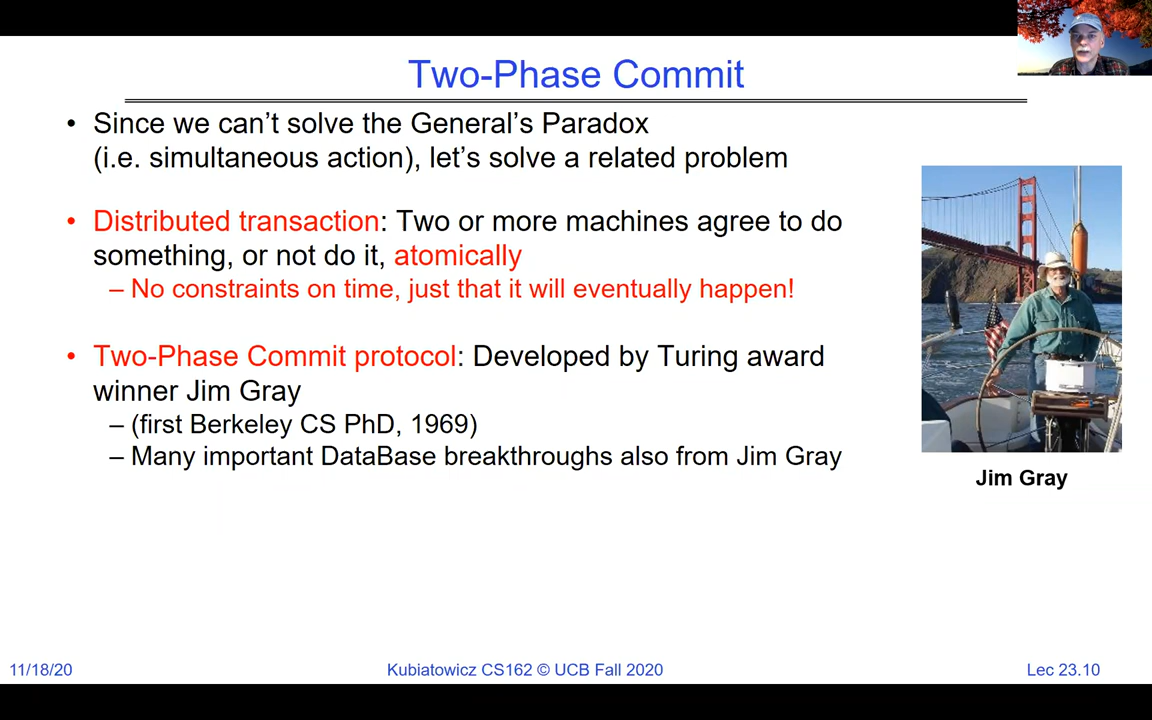 Two-Phase Commit
• Since we can't solve the General's Paradox
(i.e. simultaneous action), let's solve a related problem
• Distributed transaction: Two or more machines agree to do
something, or not do it, atomically
– No constraints on time, just that it will eventually happen!
• Two-Phase Commit protocol: Developed by Turing award
winner Jim Gray
– (first Berkeley CS PhD, 1969)
– Many important DataBase breakthroughs also from Jim Gray
Jim Gray
11/18/20
Kubiatowicz CS162 © UCB Fall 2020
Lec 23.10